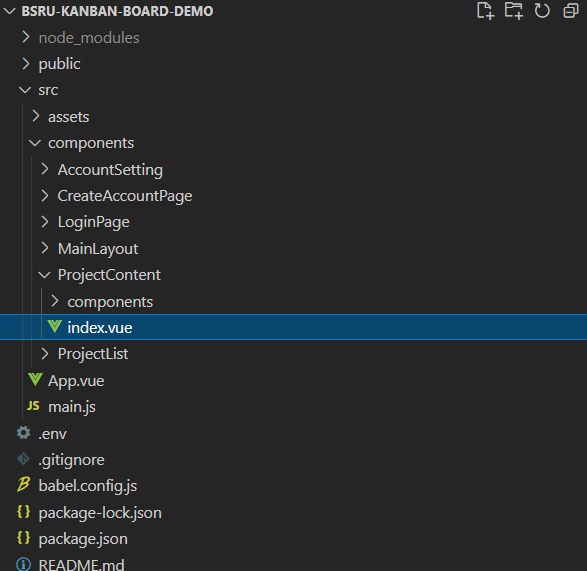 BSRU-KANBAN-BOARD-DEMO
node_modules
public
src
assets
components
AccountSetting
CreateAccountPage
LoginPage
MainLayout
ProjectContent
components
index.vue
ProjectList
App.vue
JS main.js
.env
.gitignore
babel.config.js
package-lock.json
package.json
README.md